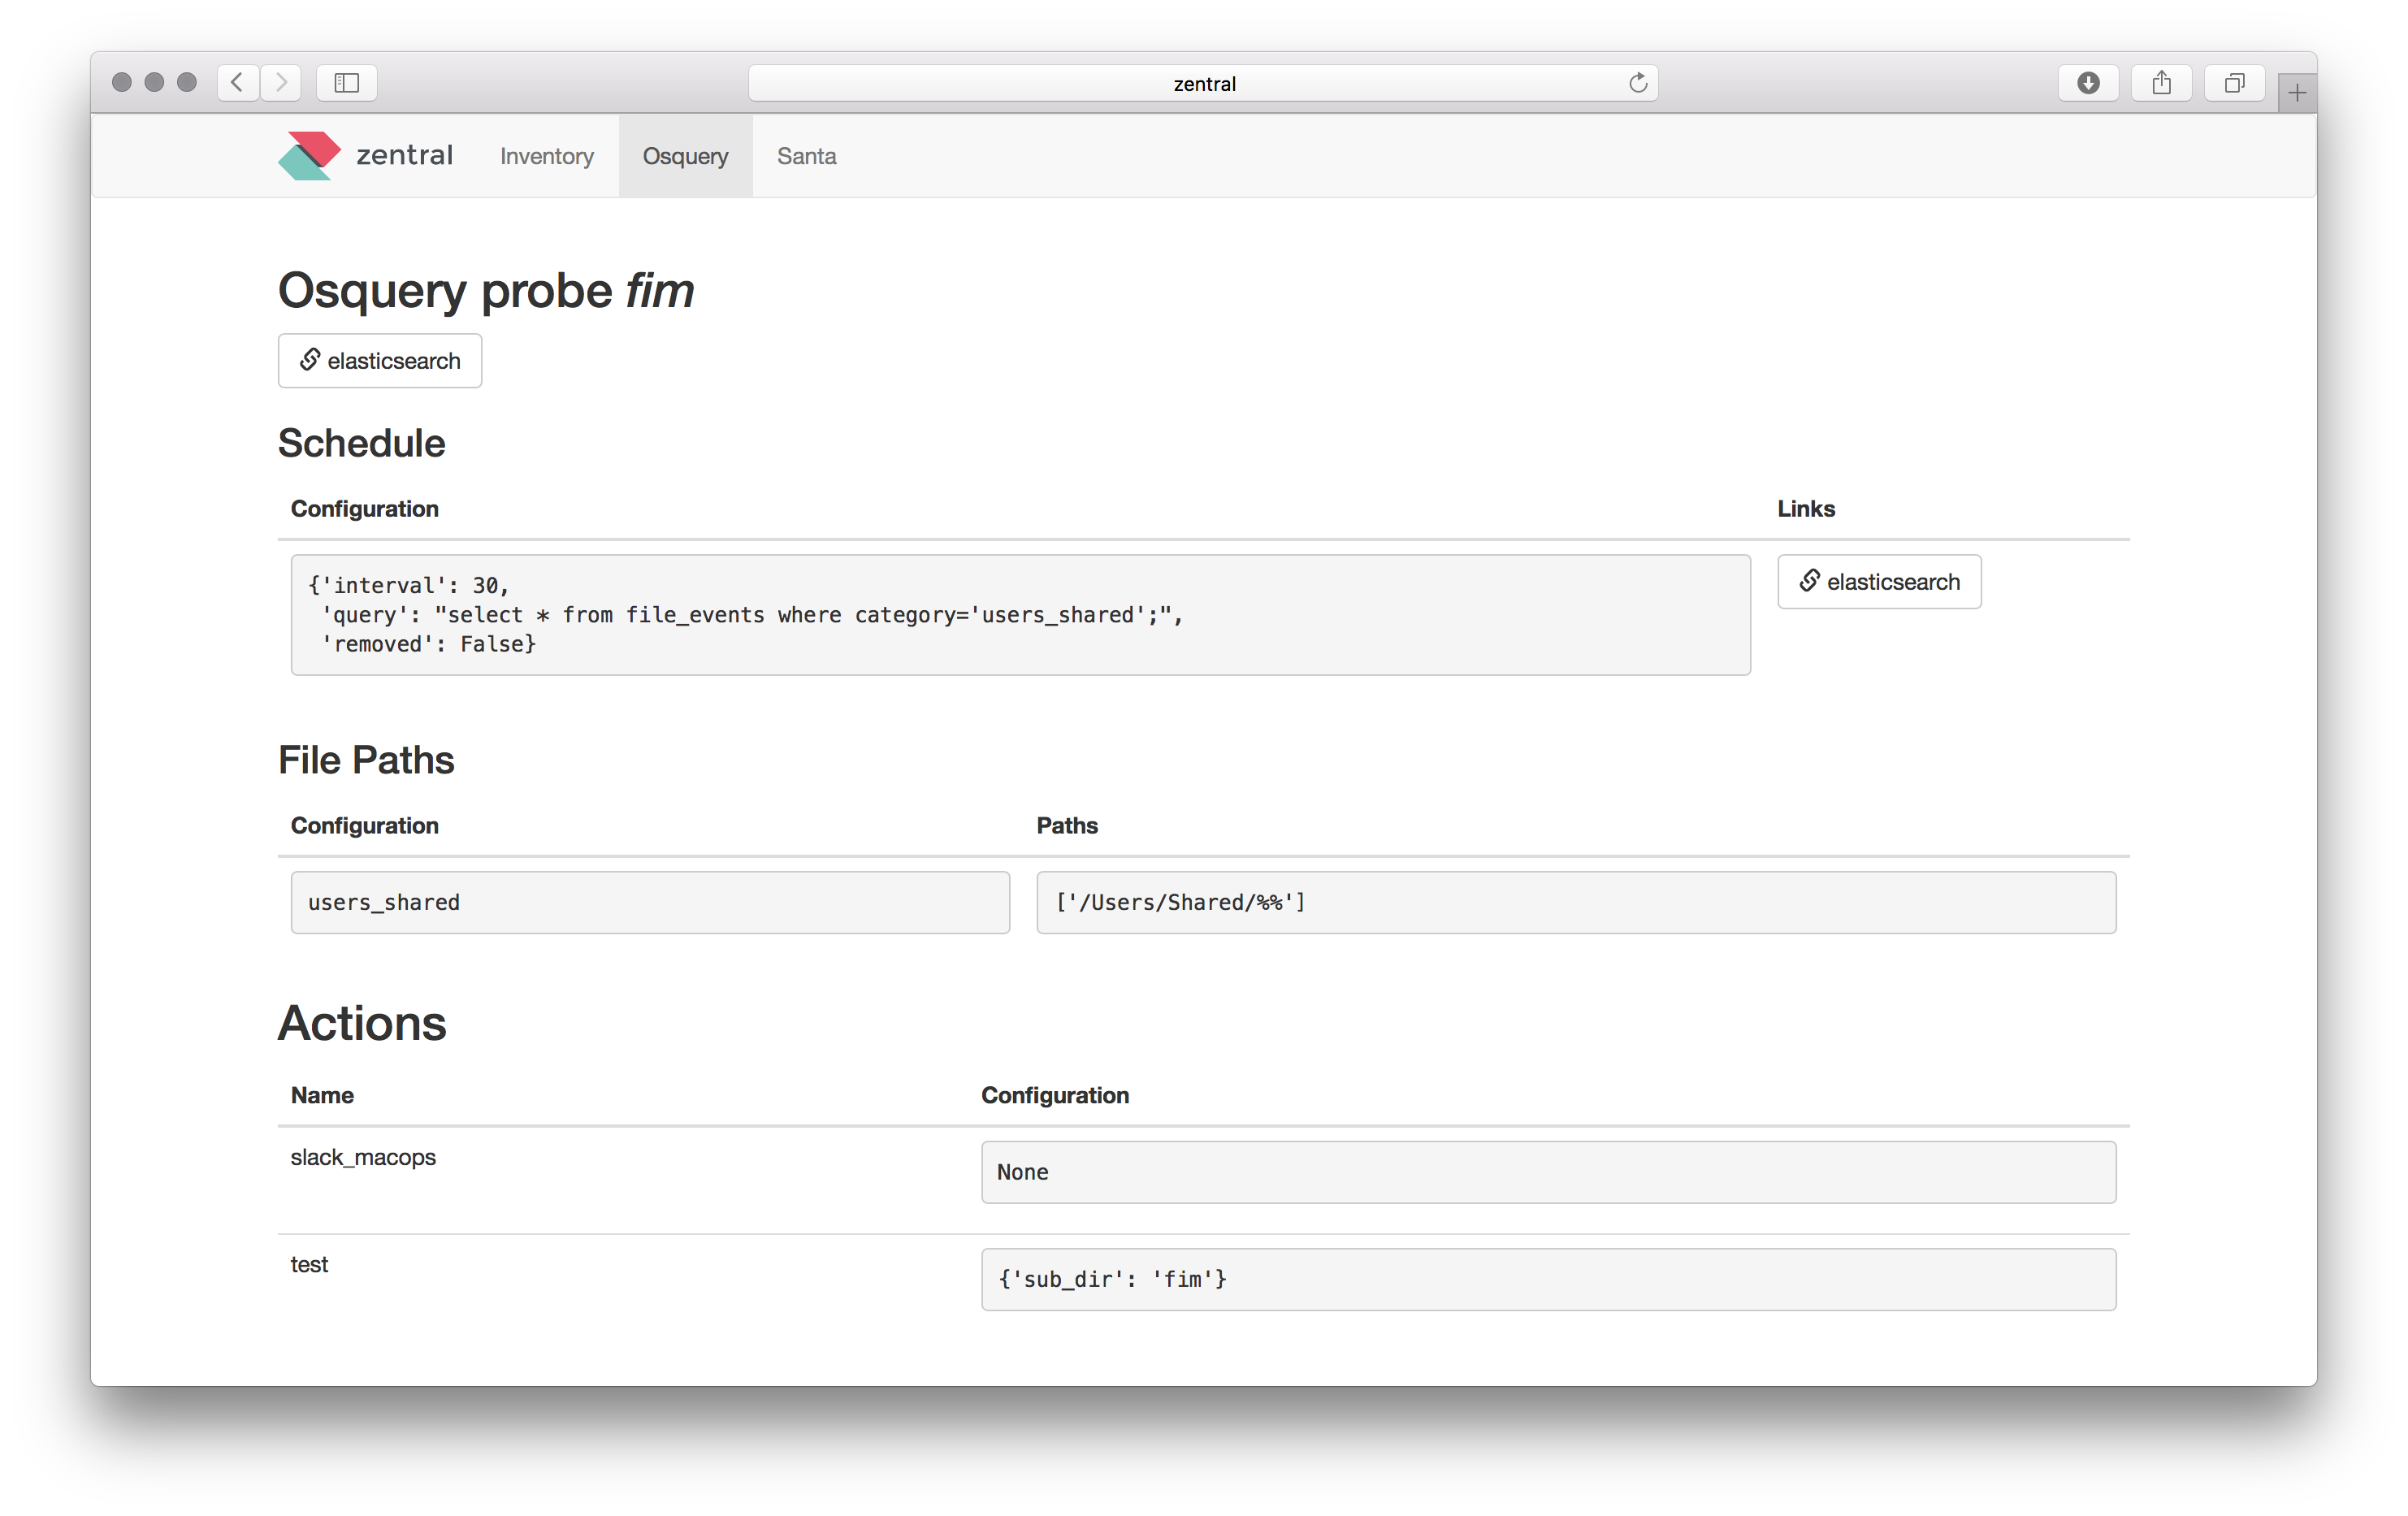 zentral
zentral Inventory Osquery Santa
Osquery probe fim
elasticsearch
Schedule
Configuration Links
{'interval': 30,
'query': "select * from file_events where category='users_shared';",
'removed': False}
elasticsearch
File Paths
Configuration Paths
users_shared ['/Users/Shared/%%']
Actions
Name Configuration
slack_macops None
test {'sub_dir': 'fim'}